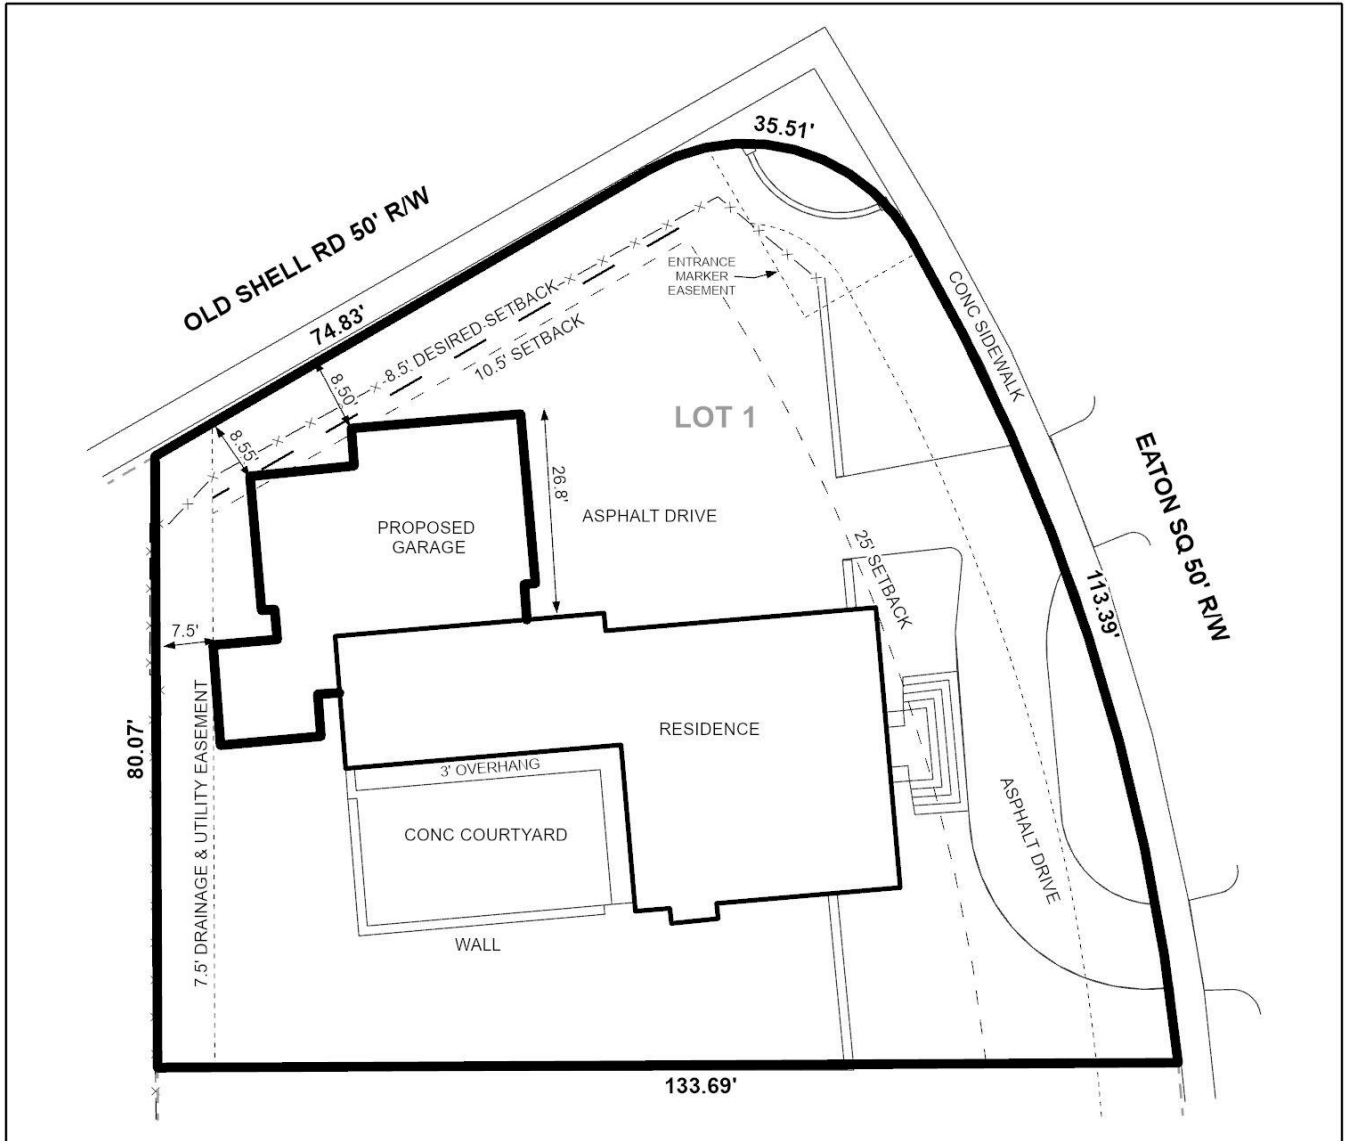 35.51'
OLD SHELL RD 50' R/W
74.83'
ENTRANCE
MARKER
EASEMENT
CONC SIDEWALK
8.5' DESIRED SETBACK
10.5' SETBACK
8.50'
8.55'
LOT 1
26.8'
PROPOSED
GARAGE
ASPHALT DRIVE
EATON SQ 50' R/W
25' SETBACK
113.39'
7.5'
RESIDENCE
80.07'
7.5' DRAINAGE & UTILITY EASEMENT
3' OVERHANG
CONC COURTYARD
ASPHALT DRIVE
WALL
133.69'